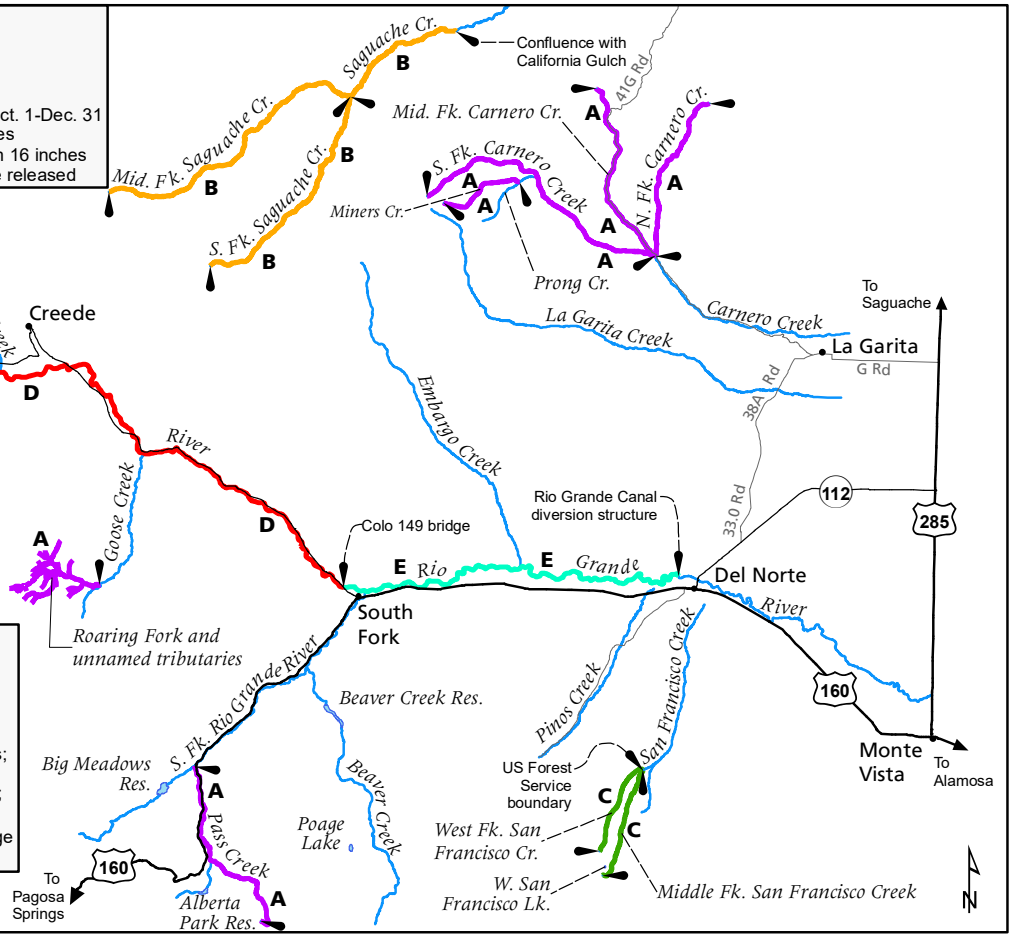 ct. 1-Dec. 31
es
n 16 inches
e released
Saguache Cr.
B
Confluence with
California Gulch
41G Rd
Mid. Fk. Saguache Cr.
B
S. Fk. Saguache Cr.
B
B
Mid. Fk. Carnero Cr.
A
N. Fk. Carnero Cr.
A
S. Fk. Carnero
Creek
A
Miners Cr.
A
A
A
Prong Cr.
To
Saguache
Carnero Creek
La Garita Creek
La Garita
G Rd
38A Rd
33.0 Rd
112
285
Creede
eek
D
River
D
Embargo Creek
Goose Creek
A
Roaring Fork and
unnamed tributaries
Colo 149 bridge
Rio Grande Canal
diversion structure
E
Rio
E
Grande
Del Norte
River
South
Fork
160
Monte
Vista
To
Alamosa
S. Fk. Rio Grande River
Beaver Creek Res.
Big Meadows
Res.
Beaver Creek
Poage
Lake
A
Pass Creek
A
Alberta
Park Res.
160
To
Pagosa
Springs
s;
;
ge
Pinos Creek
San Francisco Creek
US Forest
Service
boundary
C
C
West Fk. San
Francisco Cr.
W. San
Francisco Lk.
Middle Fk. San Francisco Creek
N